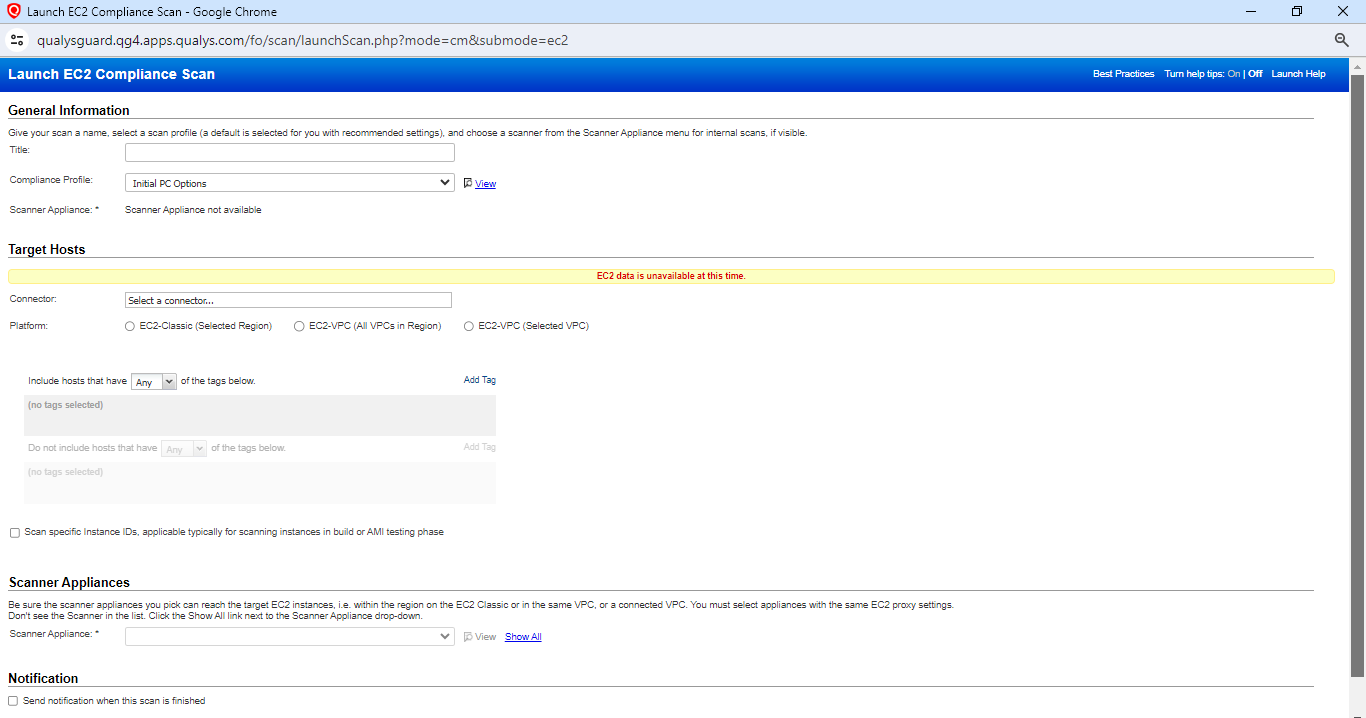 Launch EC2 Compliance Scan - Google Chrome
qualysguard.qg4.apps.qualys.com/fo/scan/launchScan.php?mode=cm&submode=ec2
Launch EC2 Compliance Scan Best Practices Turn help tips: On | Off Launch Help
General Information
Give your scan a name, select a scan profile (a default is selected for you with recommended settings), and choose a scanner from the Scanner Appliance menu for internal scans, if visible.
Title:
Compliance Profile: Initial PC Options View
Scanner Appliance: * Scanner Appliance not available
Target Hosts
EC2 data is unavailable at this time.
Connector: Select a connector...
Platform: EC2-Classic (Selected Region) EC2-VPC (All VPCs in Region) EC2-VPC (Selected VPC)
Include hosts that have Any of the tags below. Add Tag
(no tags selected)
Do not include hosts that have Any of the tags below. Add Tag
(no tags selected)
Scan specific Instance IDs, applicable typically for scanning instances in build or AMI testing phase
Scanner Appliances
Be sure the scanner appliances you pick can reach the target EC2 instances, i.e. within the region on the EC2 Classic or in the same VPC, or a connected VPC. You must select appliances with the same EC2 proxy settings.
Don't see the Scanner in the list. Click the Show All link next to the Scanner Appliance drop-down.
Scanner Appliance: * View Show All
Notification
Send notification when this scan is finished